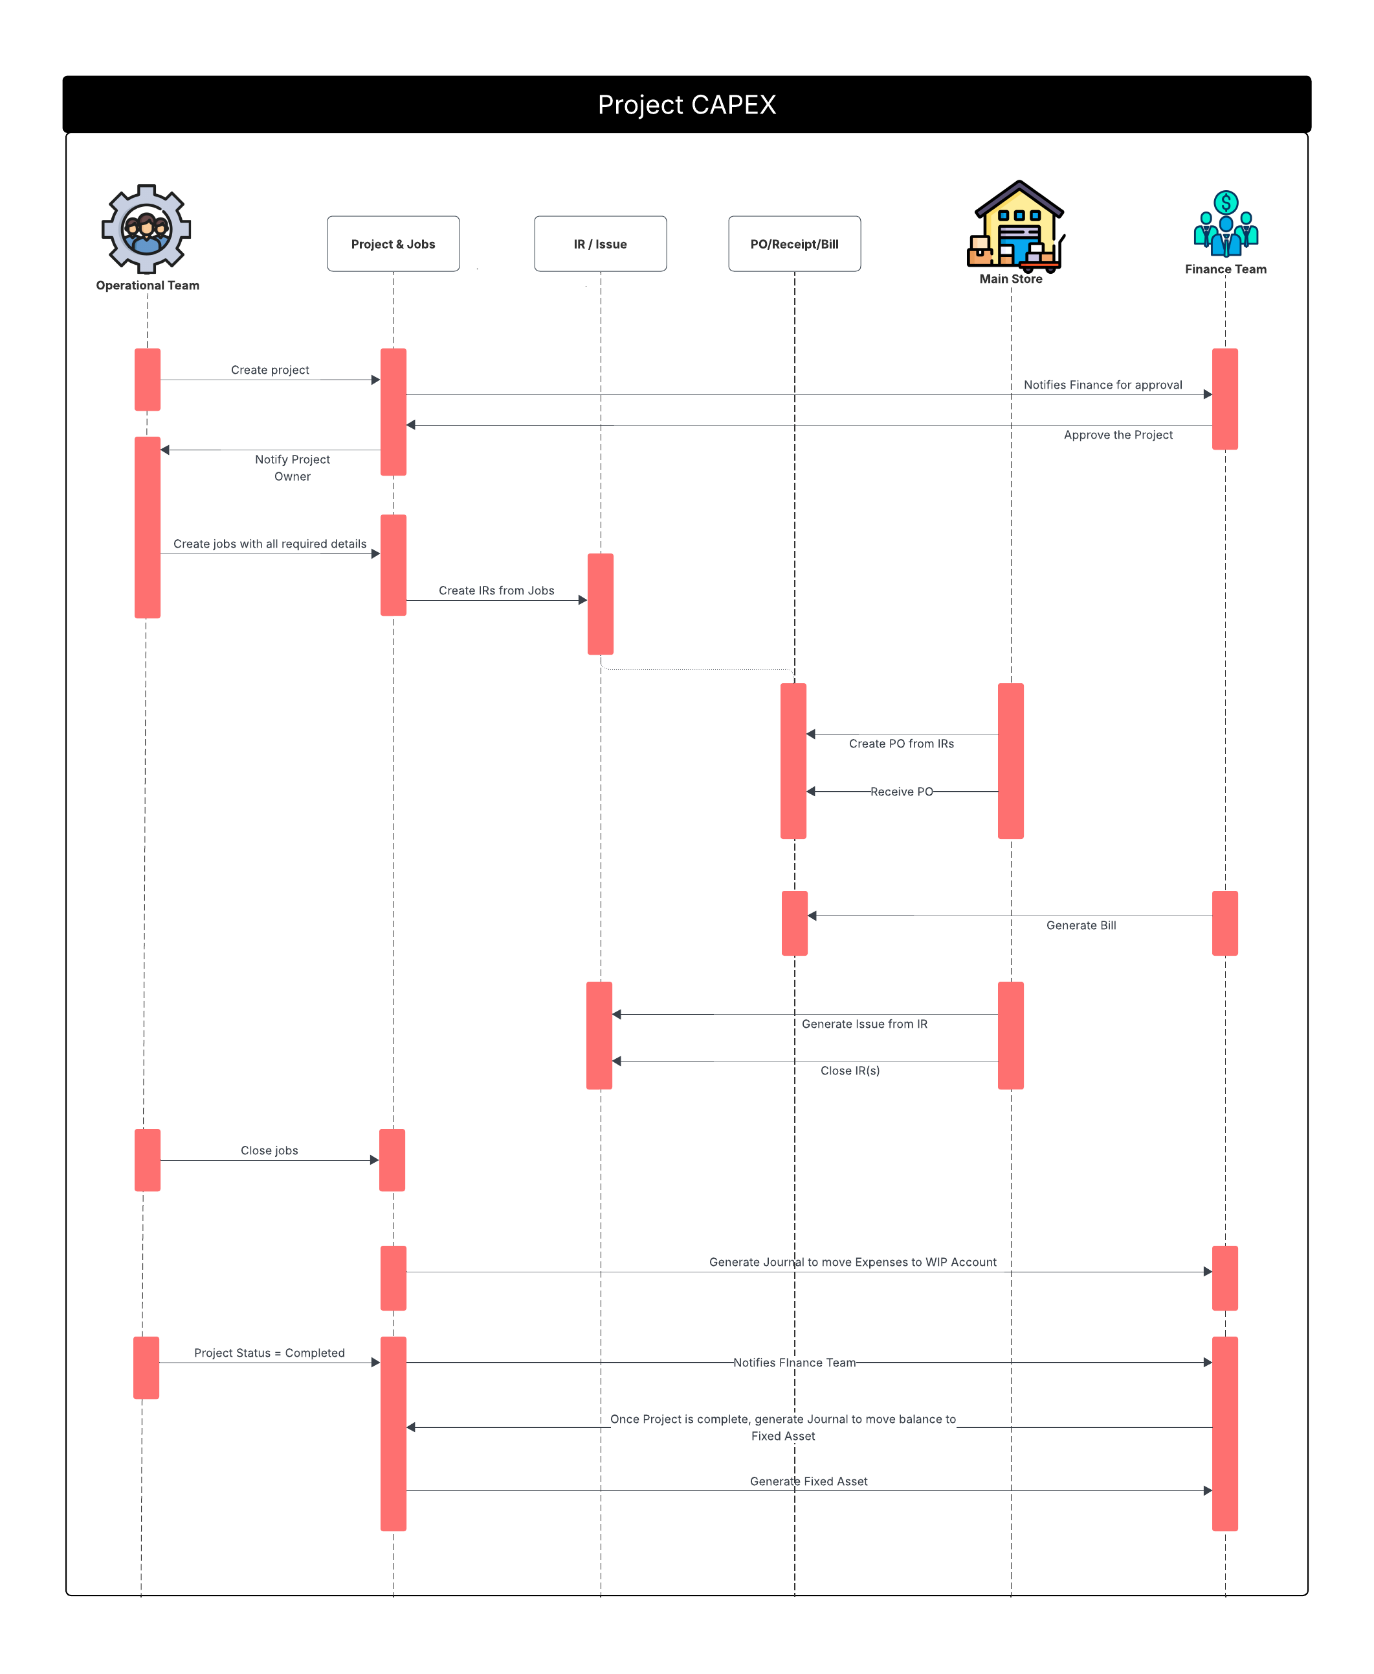 Project CAPEX
Project & Jobs
IR / Issue
PO/Receipt/Bill
Operational Team
Main Store
Finance Team
Create project
Notifies Finance for approval
Approve the Project
Notify Project
Owner
Create jobs with all required details
Create IRs from Jobs
Create PO from IRs
Receive PO
Generate Bill
Generate Issue from IR
Close IR(s)
Close jobs
Generate Journal to move Expenses to WIP Account
Project Status = Completed
Notifies FInance Team
Once Project is complete, generate Journal to move balance to
Fixed Asset
Generate Fixed Asset